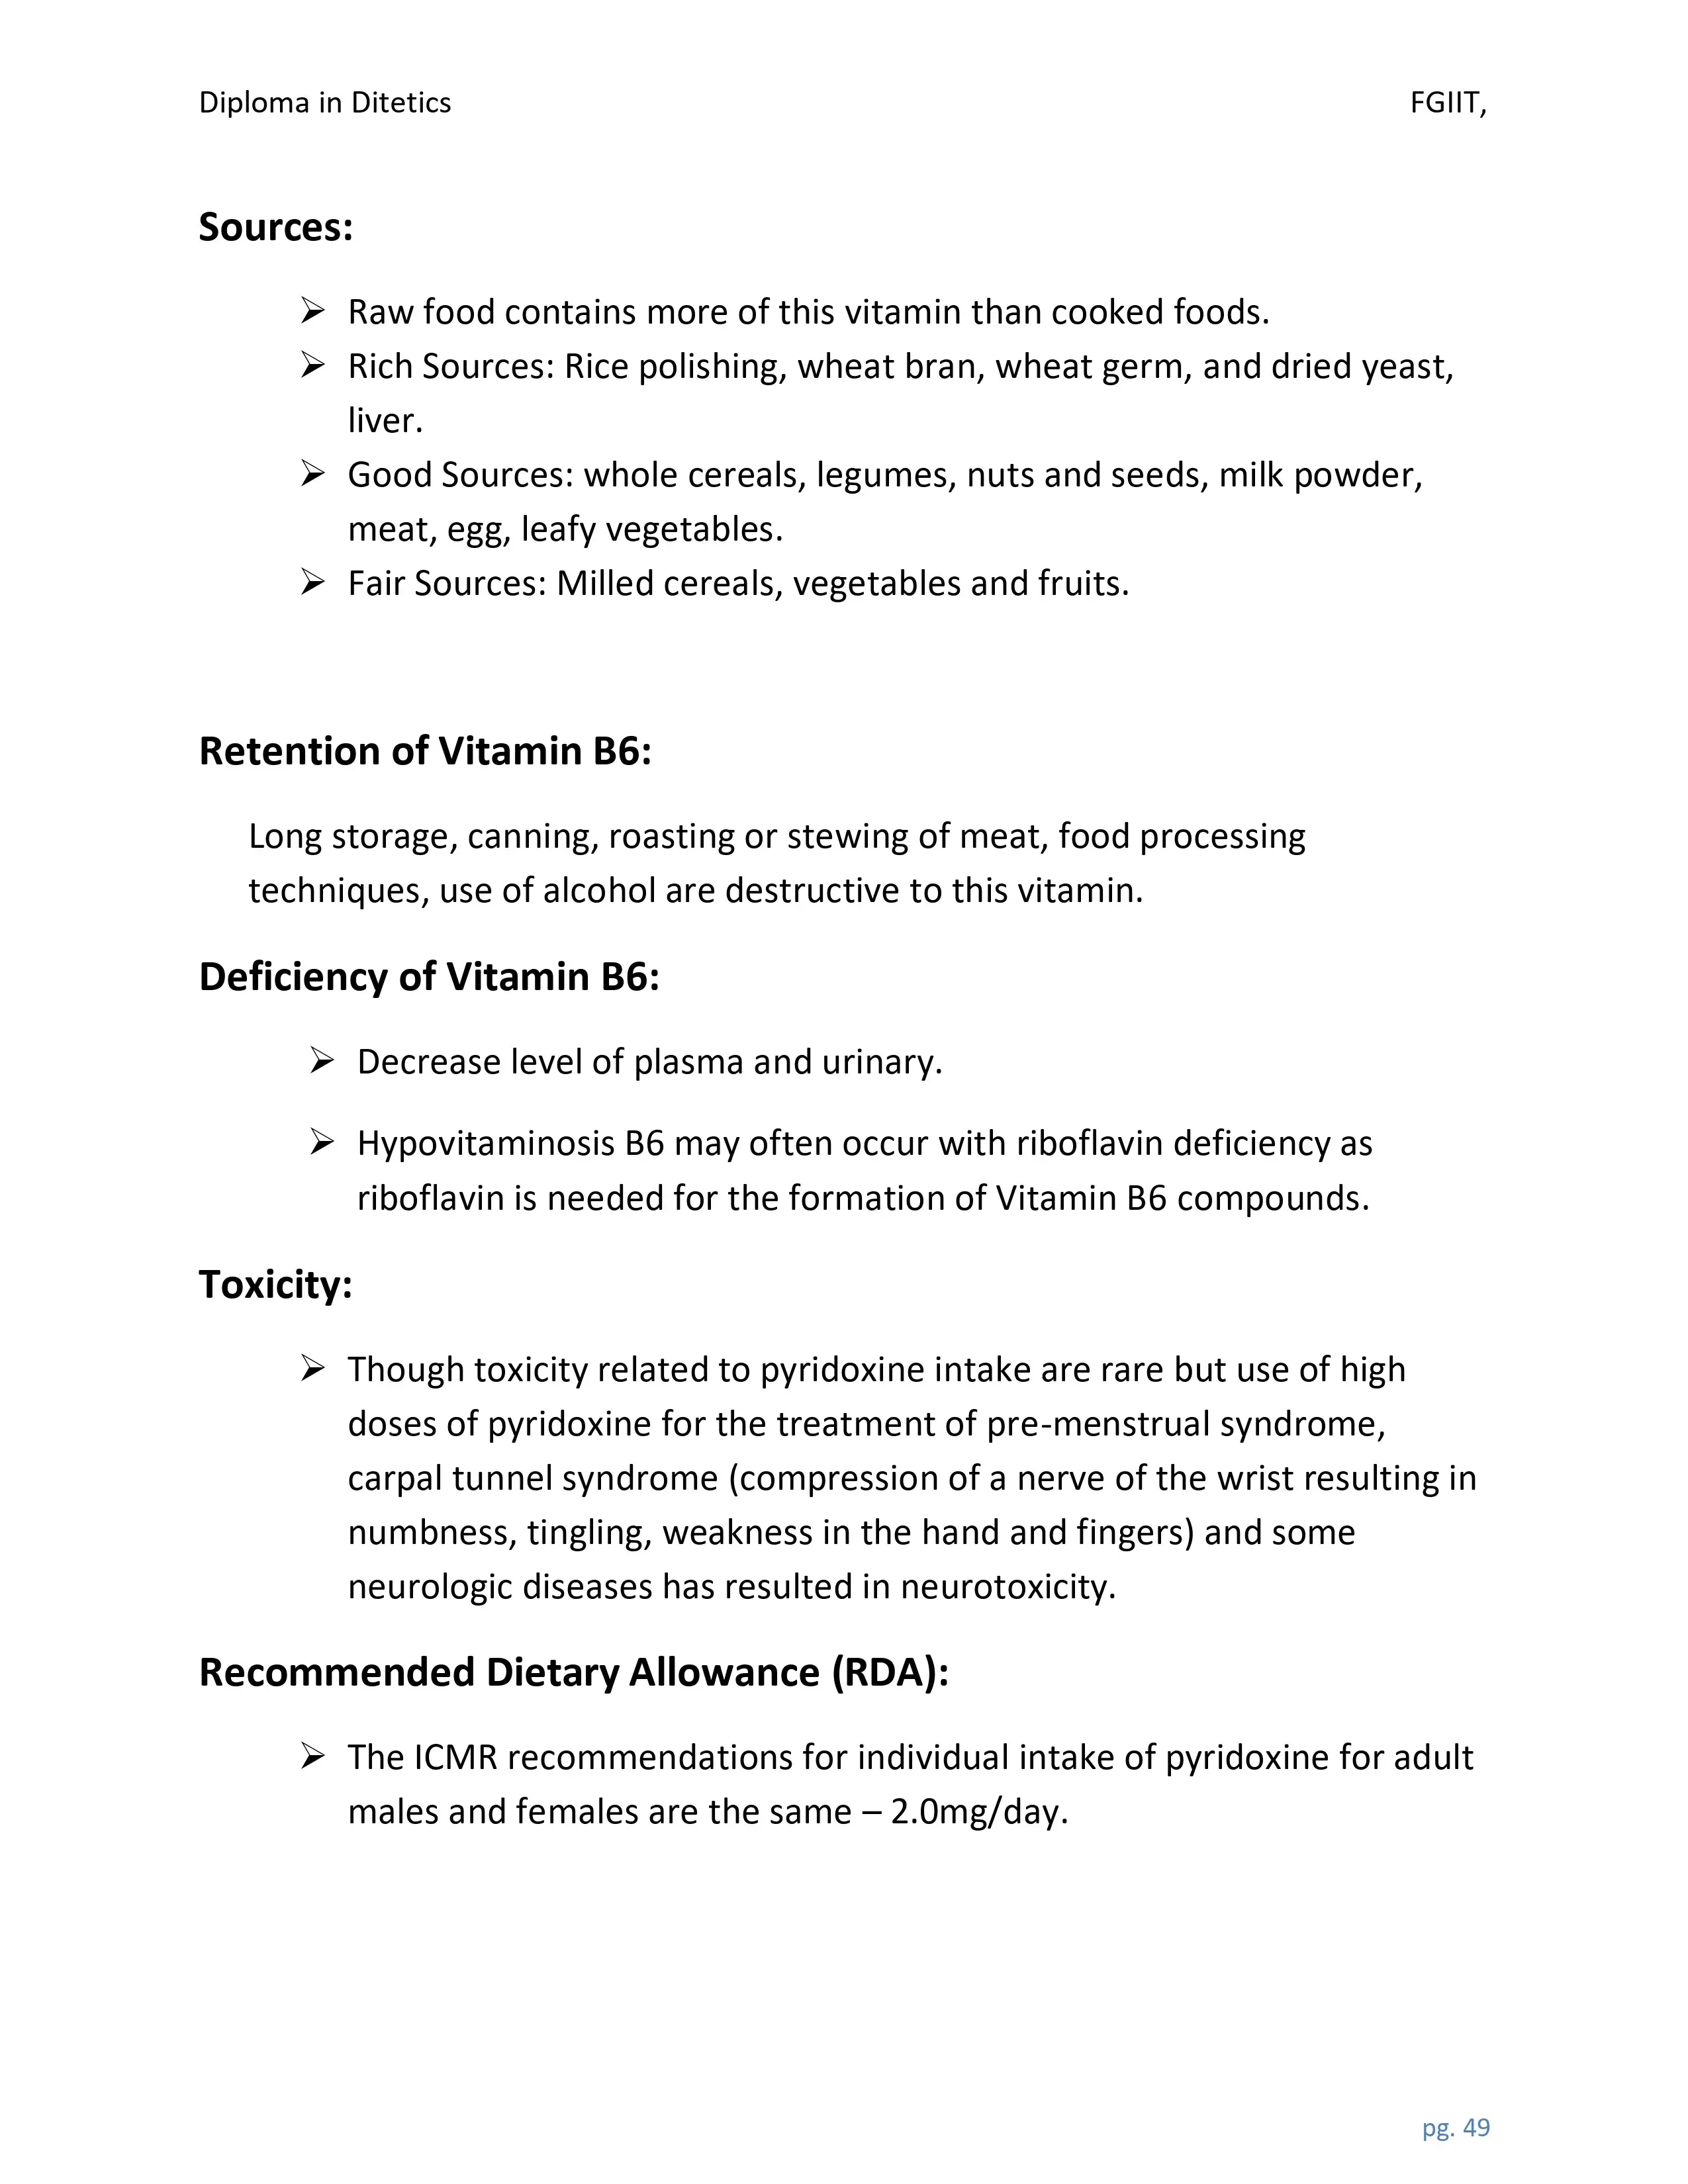 Diploma in Ditetics FGIIT,
Sources:
➢ Raw food contains more of this vitamin than cooked foods.
➢ Rich Sources: Rice polishing, wheat bran, wheat germ, and dried yeast,
liver.
➢ Good Sources: whole cereals, legumes, nuts and seeds, milk powder,
meat, egg, leafy vegetables.
➢ Fair Sources: Milled cereals, vegetables and fruits.
Retention of Vitamin B6:
Long storage, canning, roasting or stewing of meat, food processing
techniques, use of alcohol are destructive to this vitamin.
Deficiency of Vitamin B6:
➢ Decrease level of plasma and urinary.
➢ Hypovitaminosis B6 may often occur with riboflavin deficiency as
riboflavin is needed for the formation of Vitamin B6 compounds.
Toxicity:
➢ Though toxicity related to pyridoxine intake are rare but use of high
doses of pyridoxine for the treatment of pre-menstrual syndrome,
carpal tunnel syndrome (compression of a nerve of the wrist resulting in
numbness, tingling, weakness in the hand and fingers) and some
neurologic diseases has resulted in neurotoxicity.
Recommended Dietary Allowance (RDA):
➢ The ICMR recommendations for individual intake of pyridoxine for adult
males and females are the same – 2.0mg/day.
pg. 49